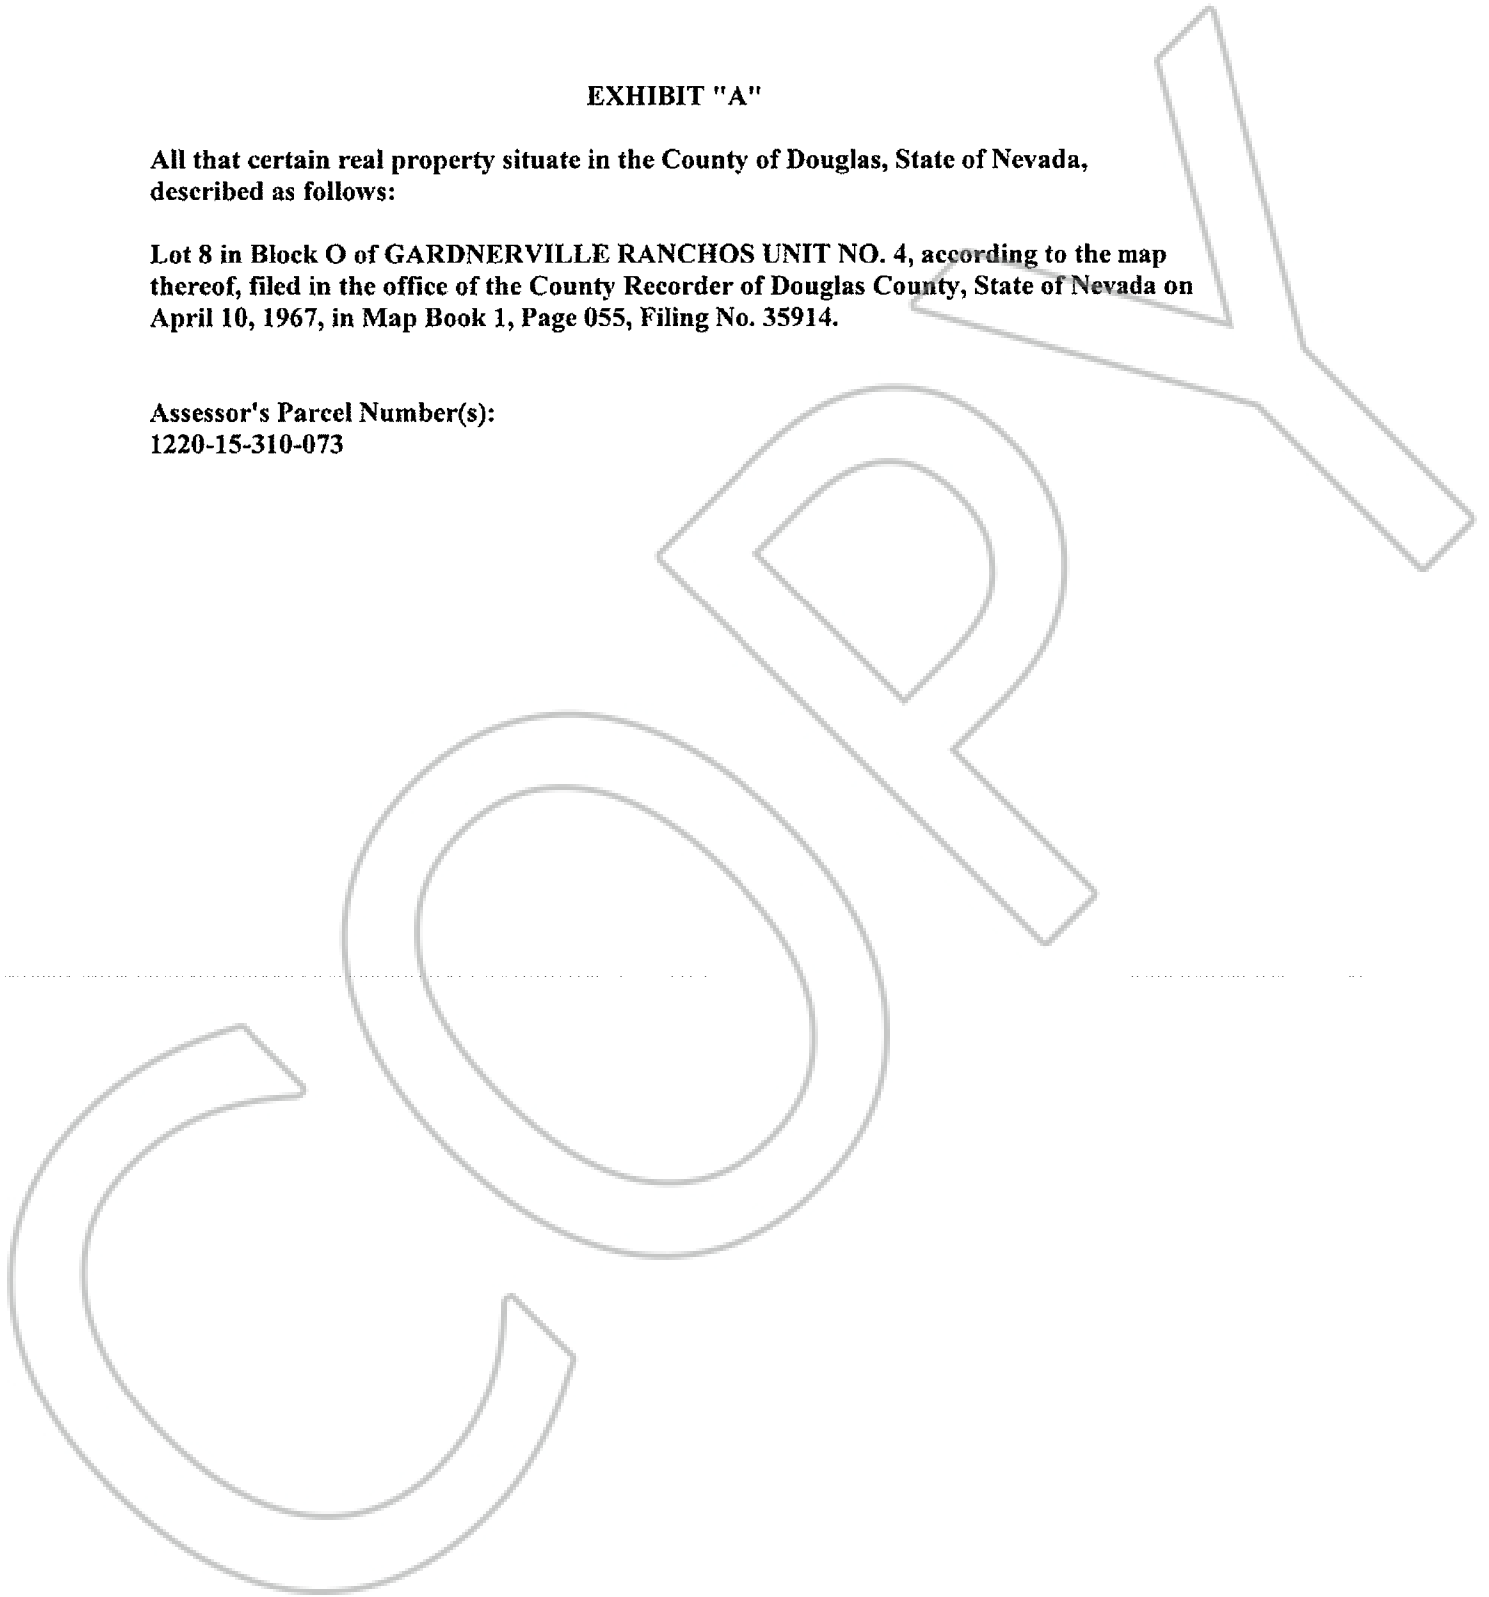 EXHIBIT "A"
All that certain real property situate in the County of Douglas, State of Nevada,
described as follows:
Lot 8 in Block O of GARDNERVILLE RANCHOS UNIT NO. 4, according to the map
thereof, filed in the office of the County Recorder of Douglas County, State of Nevada on
April 10, 1967, in Map Book 1, Page 055, Filing No. 35914.
Assessor's Parcel Number(s):
1220-15-310-073
COPY